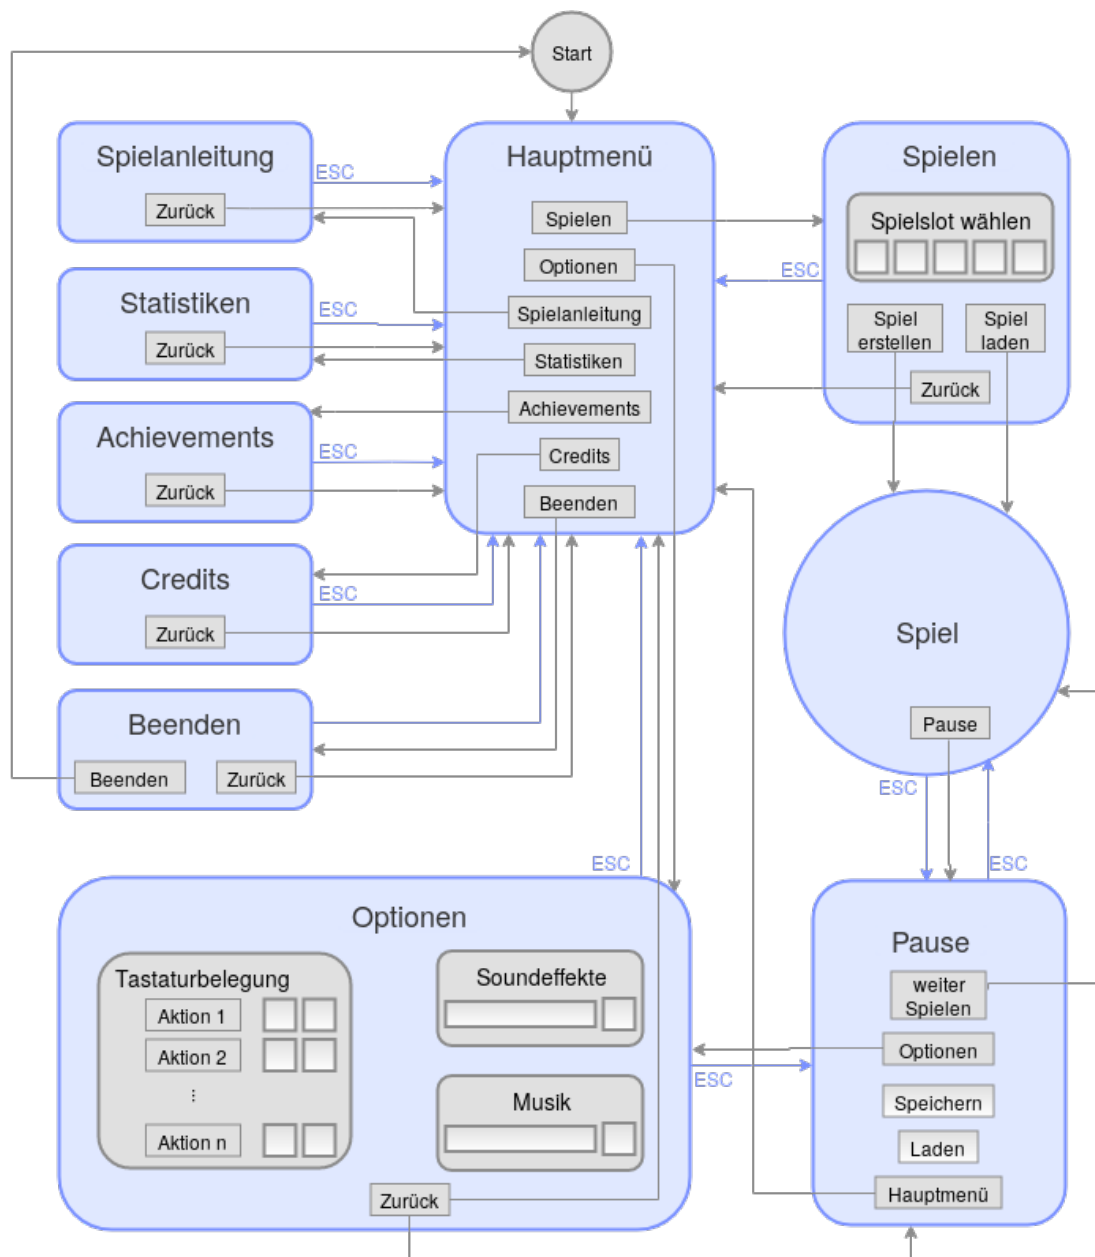 Start
Spielanleitung
ESC
Zurück
Hauptmenü
Spielen
Optionen
Spielanleitung
Statistiken
Achievements
Credits
Beenden
Spielen
Spielslot wählen
ESC
Spiel
erstellen
Spiel
laden
Zurück
Statistiken
ESC
Zurück
Achievements
ESC
Zurück
Credits
ESC
Zurück
Beenden
Beenden
Zurück
Spiel
Pause
ESC
ESC
ESC
Optionen
Tastaturbelegung
Aktion 1
Aktion 2
⁝
Aktion n
Soundeffekte
Musik
Zurück
ESC
Pause
weiter
Spielen
Optionen
Speichern
Laden
Hauptmenü